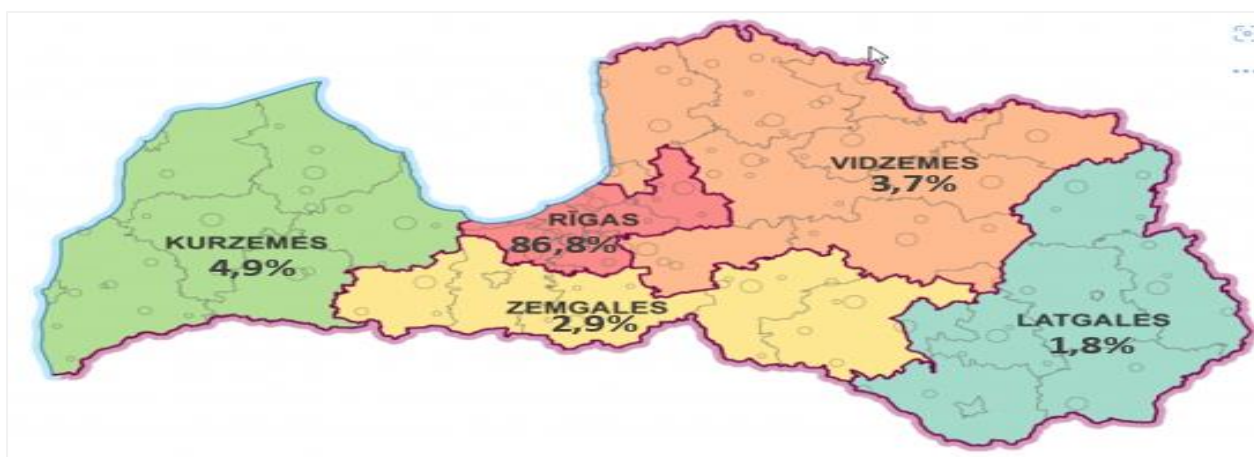 VIDZEMES
3,7%
RĪGAS
86,8%
KURZEMES
4,9%
ZEMGALES
2,9%
LATGALES
1,8%